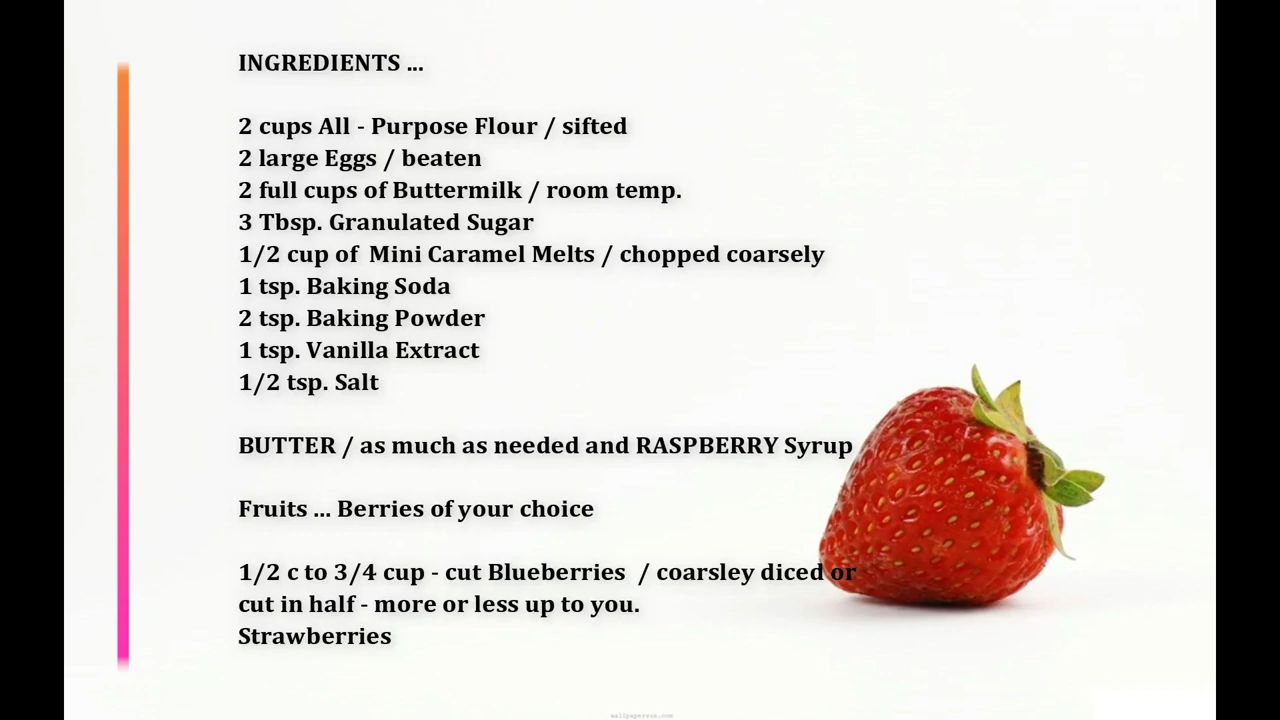 INGREDIENTS ...
2 cups All - Purpose Flour / sifted
2 large Eggs / beaten
2 full cups of Buttermilk / room temp.
3 Tbsp. Granulated Sugar
1/2 cup of  Mini Caramel Melts / chopped coarsely
1 tsp. Baking Soda
2 tsp. Baking Powder
1 tsp. Vanilla Extract
1/2 tsp. Salt
BUTTER / as much as needed and RASPBERRY Syrup
Fruits ... Berries of your choice
1/2 c to 3/4 cup - cut Blueberries  / coarsley diced or
cut in half - more or less up to you.
Strawberries